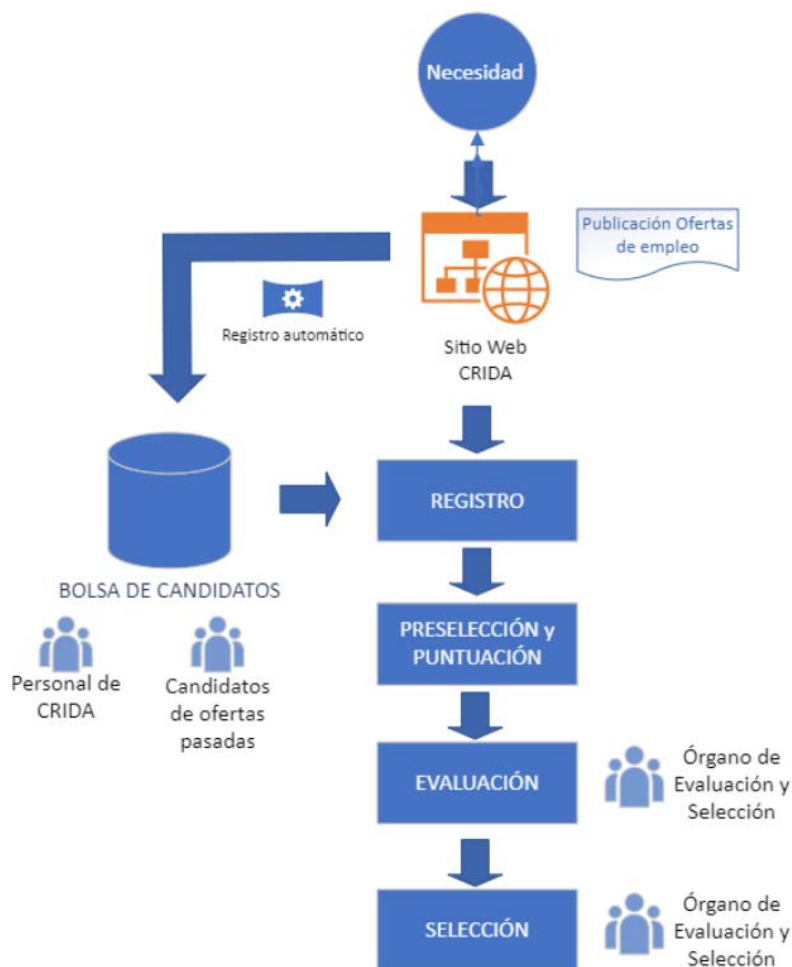 Necesidad
Publicación Ofertas
de empleo
Registro automático
Sitio Web
CRIDA
REGISTRO
BOLSA DE CANDIDATOS
Personal de
CRIDA
Candidatos
de ofertas
pasadas
PRESELECCIÓN y
PUNTUACIÓN
EVALUACIÓN
Órgano de
Evaluación y
Selección
SELECCIÓN
Órgano de
Evaluación y
Selección